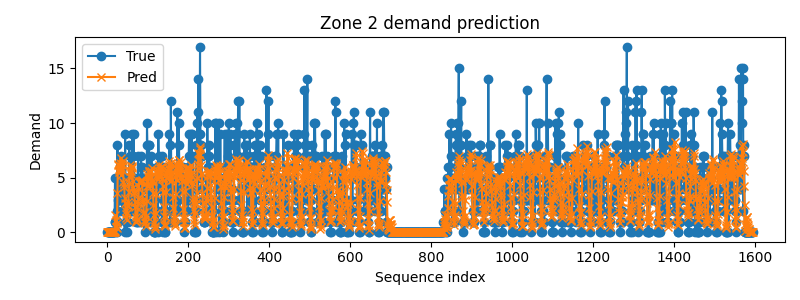 Zone 2 demand prediction
True
Pred
15
10
5
0
Demand
0 200 400 600 800 1000 1200 1400 1600
Sequence index